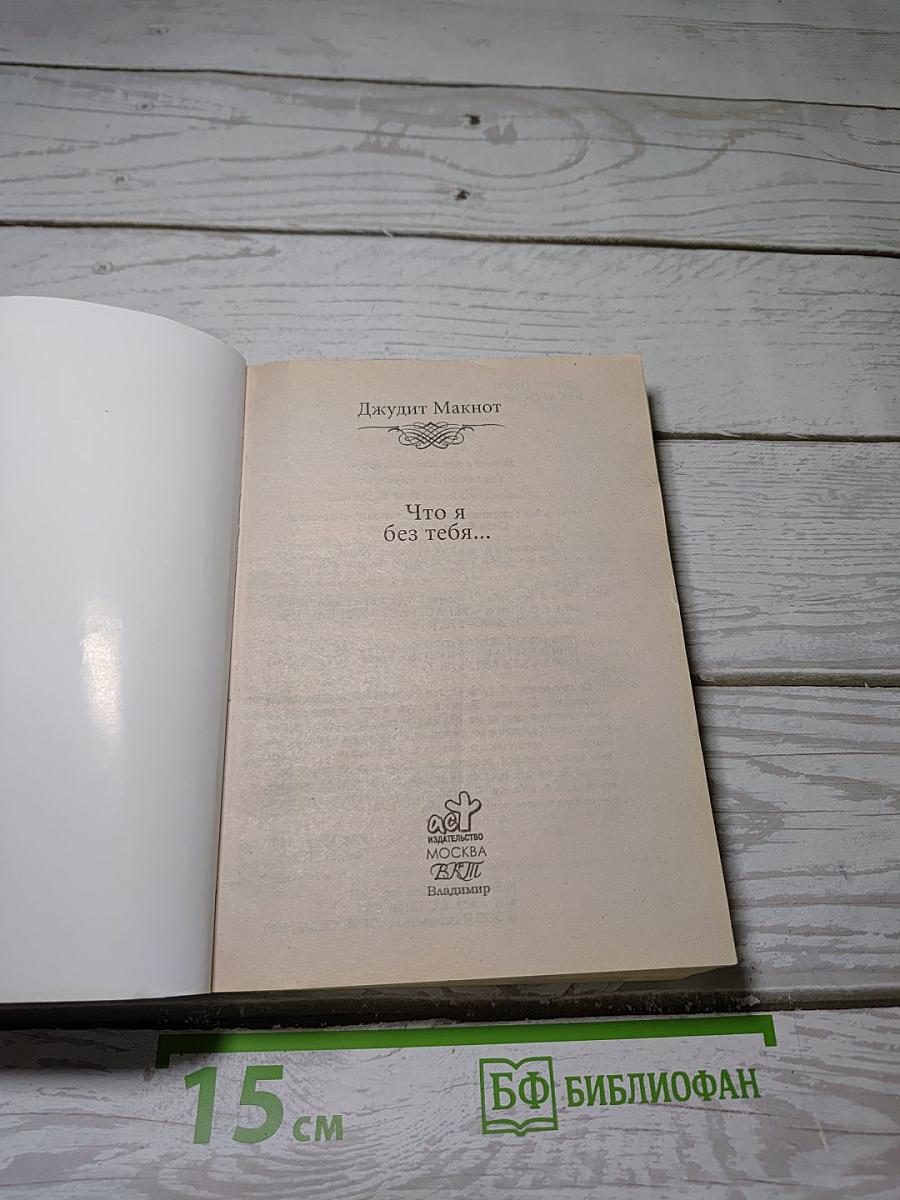 Джудит Макнот
Что я
без тебя...
аст
ИЗДАТЕЛЬСТВО
МОСКВА
ВКТ
Владимир
15 см
БФ БИБЛИОФАН